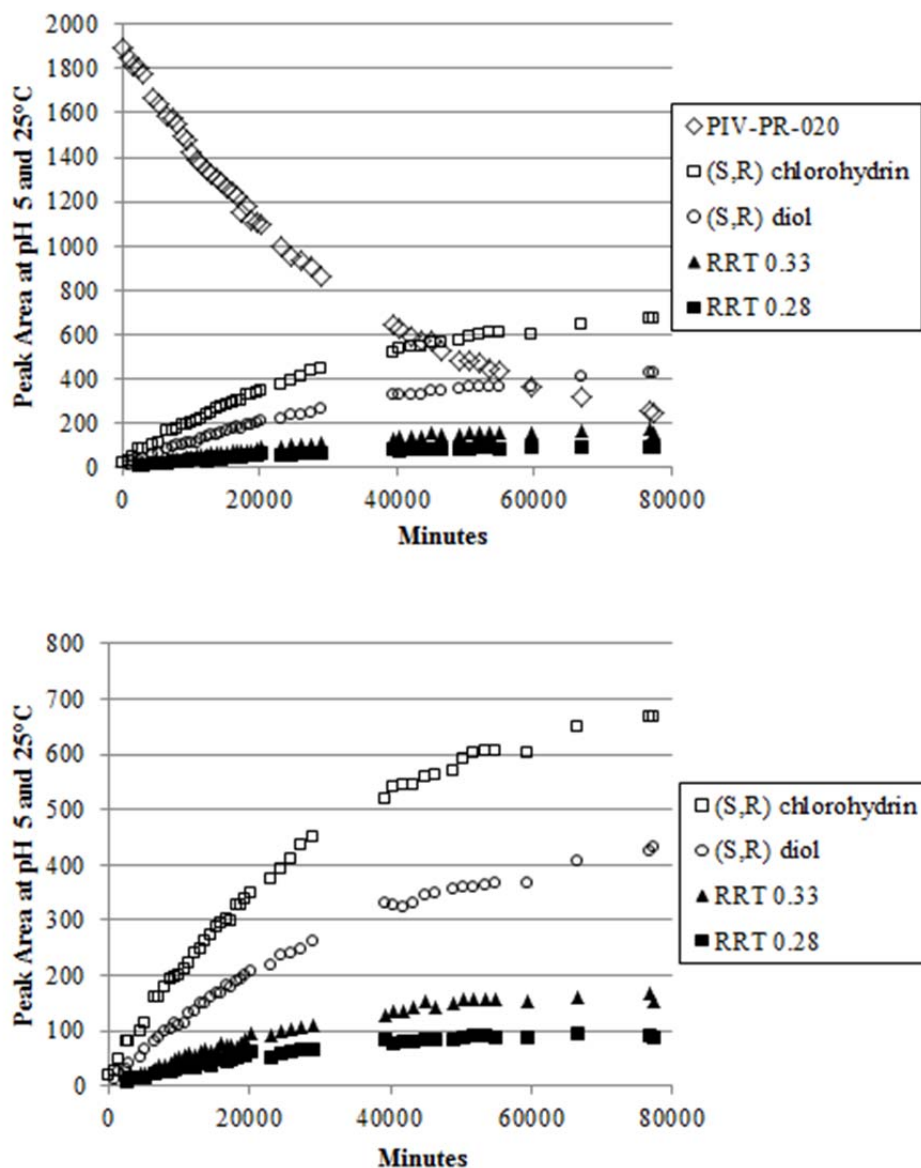 Peak Area at pH 5 and 25°C
2000
1800
1600
1400
1200
1000
800
600
400
200
0
0 20000 40000 60000 80000
Minutes
PIV-PR-020
(S,R) chlorohydrin
(S,R) diol
RRT 0.33
RRT 0.28
Peak Area at pH 5 and 25°C
800
700
600
500
400
300
200
100
0
0 20000 40000 60000 80000
Minutes
(S,R) chlorohydrin
(S,R) diol
RRT 0.33
RRT 0.28